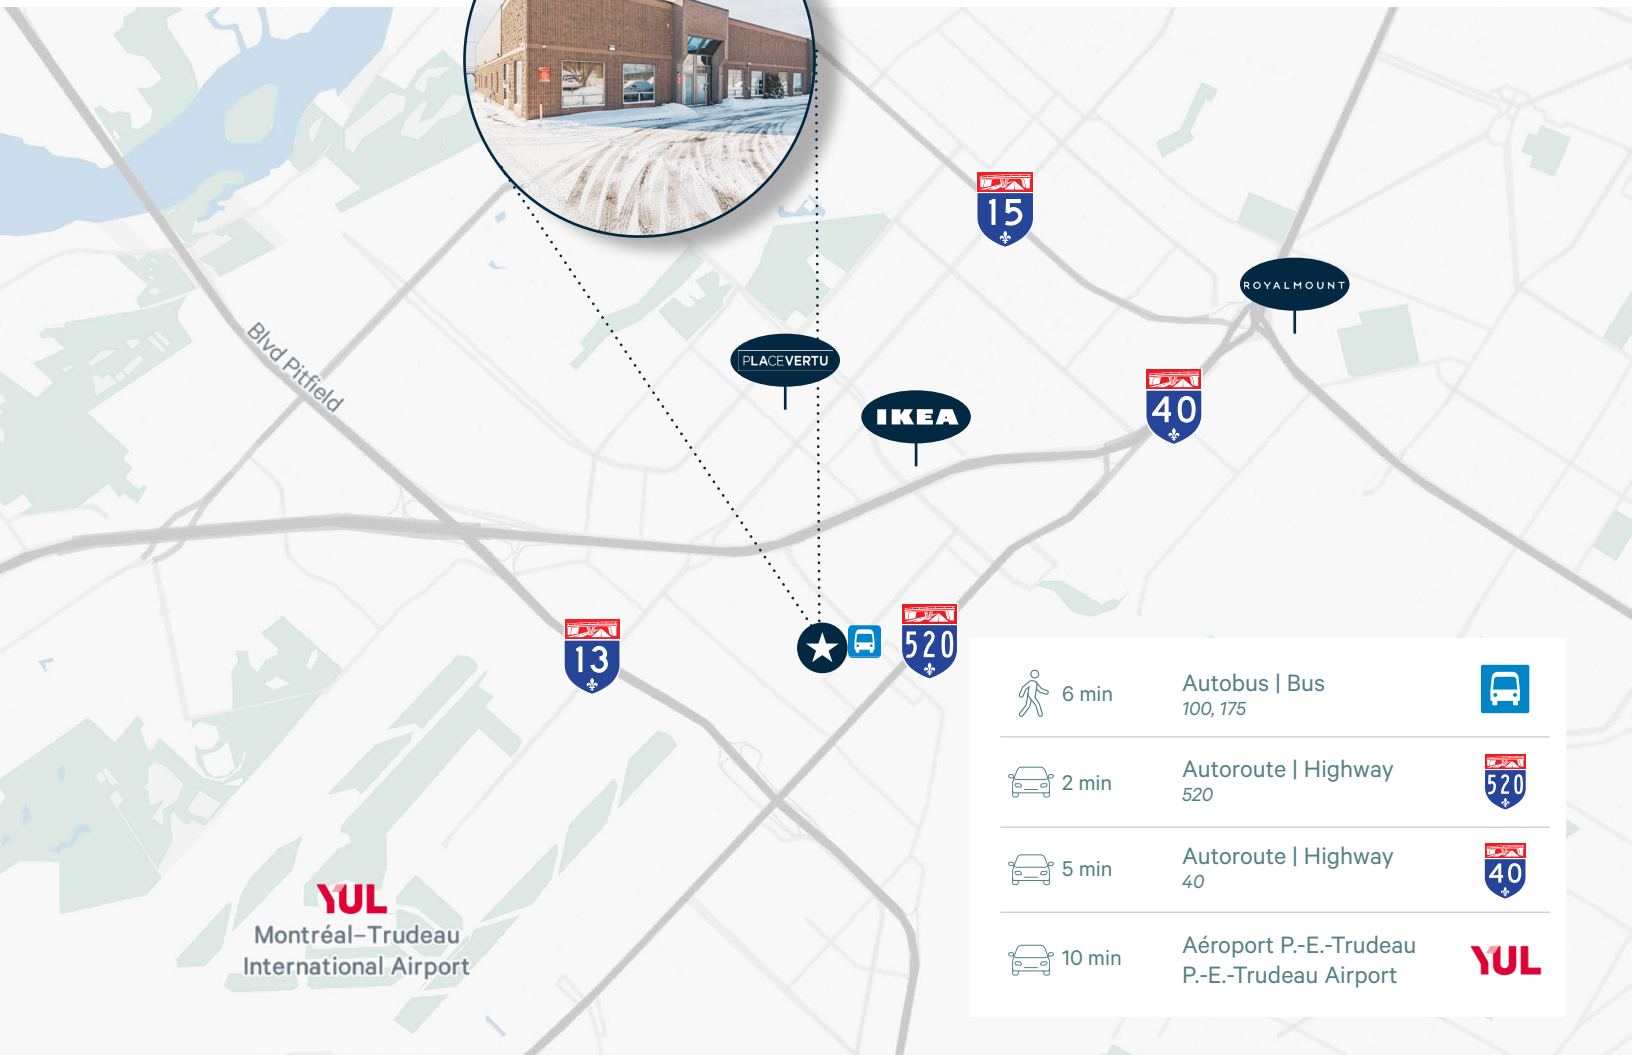 15
ROYALMOUNT
Blvd Pitfield
PLACEVERTU
IKEA
40
13
520
6 min
Autobus | Bus
100, 175
2 min
Autoroute | Highway
520
520
5 min
Autoroute | Highway
40
40
10 min
Aéroport P.-E.-Trudeau
P.-E.-Trudeau Airport
YUL
YUL
Montréal–Trudeau
International Airport